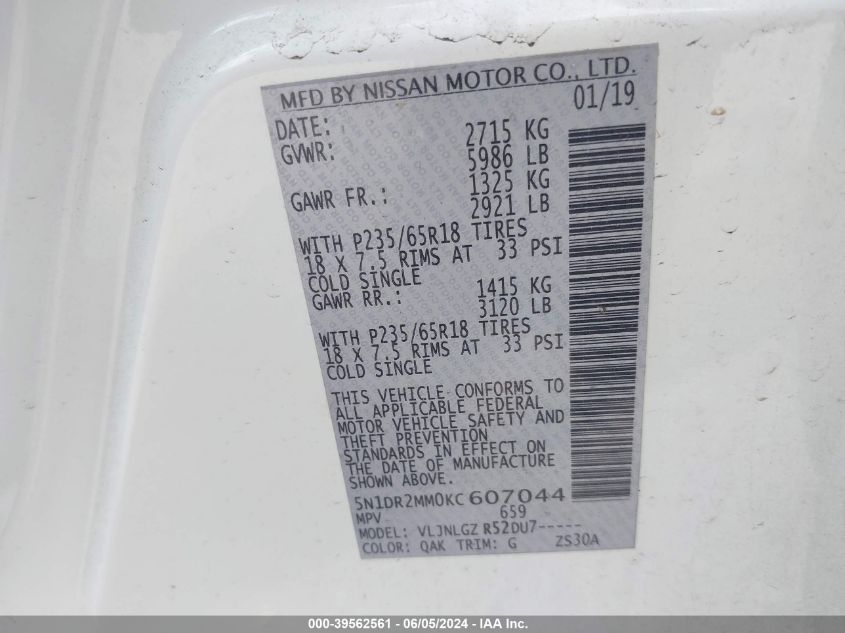 MFD BY NISSAN MOTOR CO., LTD.
DATE: 01/19
GVWR: 2715 KG
5986 LB
GAWR FR.: 1325 KG
2921 LB
WITH P235/65R18 TIRES
18 X 7.5 RIMS AT 33 PSI
COLD SINGLE
GAWR RR.: 1415 KG
3120 LB
WITH P235/65R18 TIRES
18 X 7.5 RIMS AT 33 PSI
COLD SINGLE
THIS VEHICLE CONFORMS TO
ALL APPLICABLE FEDERAL
MOTOR VEHICLE SAFETY AND
THEFT PREVENTION
STANDARDS IN EFFECT ON
THE DATE OF MANUFACTURE
SHOWN ABOVE.
5N1DR2MM0KC607044
MPV 659
MODEL: VLJNLGZ R52DU7-----
COLOR: QAK TRIM: G ZS30A
000-39562561 - 06/05/2024 - IAA Inc.